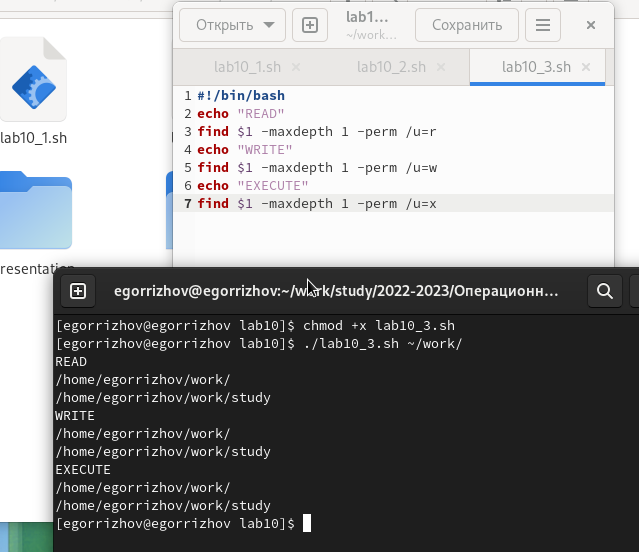 Открыть
lab1...
~/work...
Сохранить
lab10_1.sh
lab10_2.sh
lab10_3.sh
1 #!/bin/bash
2 echo "READ"
3 find $1 -maxdepth 1 -perm /u=r
4 echo "WRITE"
5 find $1 -maxdepth 1 -perm /u=w
6 echo "EXECUTE"
7 find $1 -maxdepth 1 -perm /u=x
lab10_1.sh
resentation
egorrizhov@egorrizhov:~/work/study/2022-2023/Операционн...
[egorrizhov@egorrizhov lab10]$ chmod +x lab10_3.sh
[egorrizhov@egorrizhov lab10]$ ./lab10_3.sh ~/work/
READ
/home/egorrizhov/work/
/home/egorrizhov/work/study
WRITE
/home/egorrizhov/work/
/home/egorrizhov/work/study
EXECUTE
/home/egorrizhov/work/
/home/egorrizhov/work/study
[egorrizhov@egorrizhov lab10]$